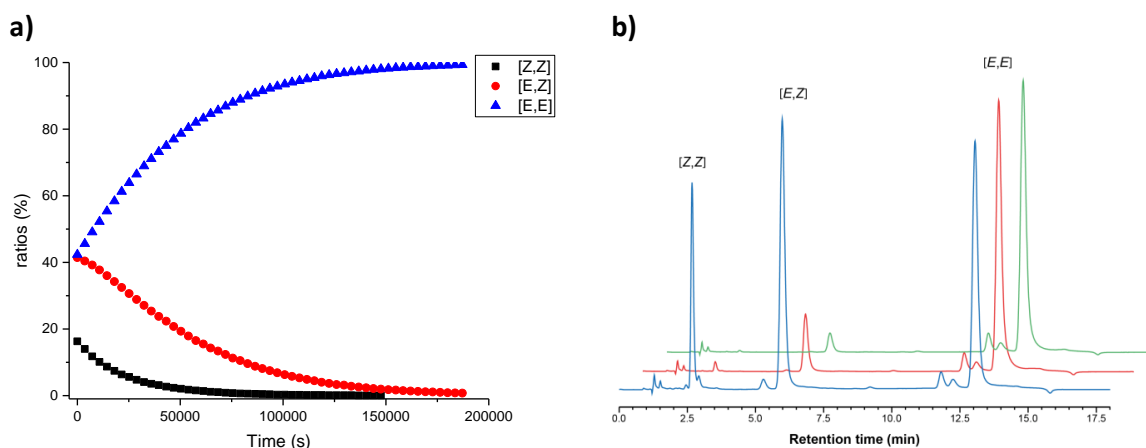 a)
b)
[Z,Z]
[E,Z]
[E,E]
100
80
60
40
20
0
ratios (%)
0
50000
100000
150000
200000
Time (s)
[Z,Z]
[E,Z]
[E,E]
0.0
2.5
5.0
7.5
10.0
12.5
15.0
17.5
Retention time (min)